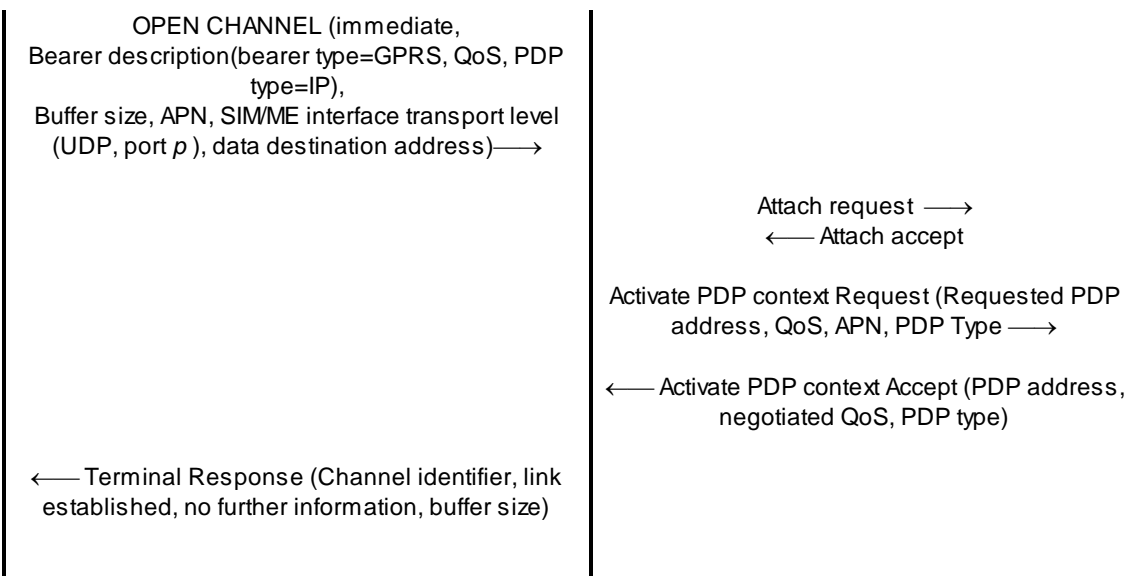 OPEN CHANNEL (immediate,
Bearer description(bearer type=GPRS, QoS, PDP
type=IP),
Buffer size, APN, SIM/ME interface transport level
(UDP, port p ), data destination address)⟶
Attach request ⟶
⟵ Attach accept
Activate PDP context Request (Requested PDP
address, QoS, APN, PDP Type ⟶
⟵ Activate PDP context Accept (PDP address,
negotiated QoS, PDP type)
⟵ Terminal Response (Channel identifier, link
established, no further information, buffer size)